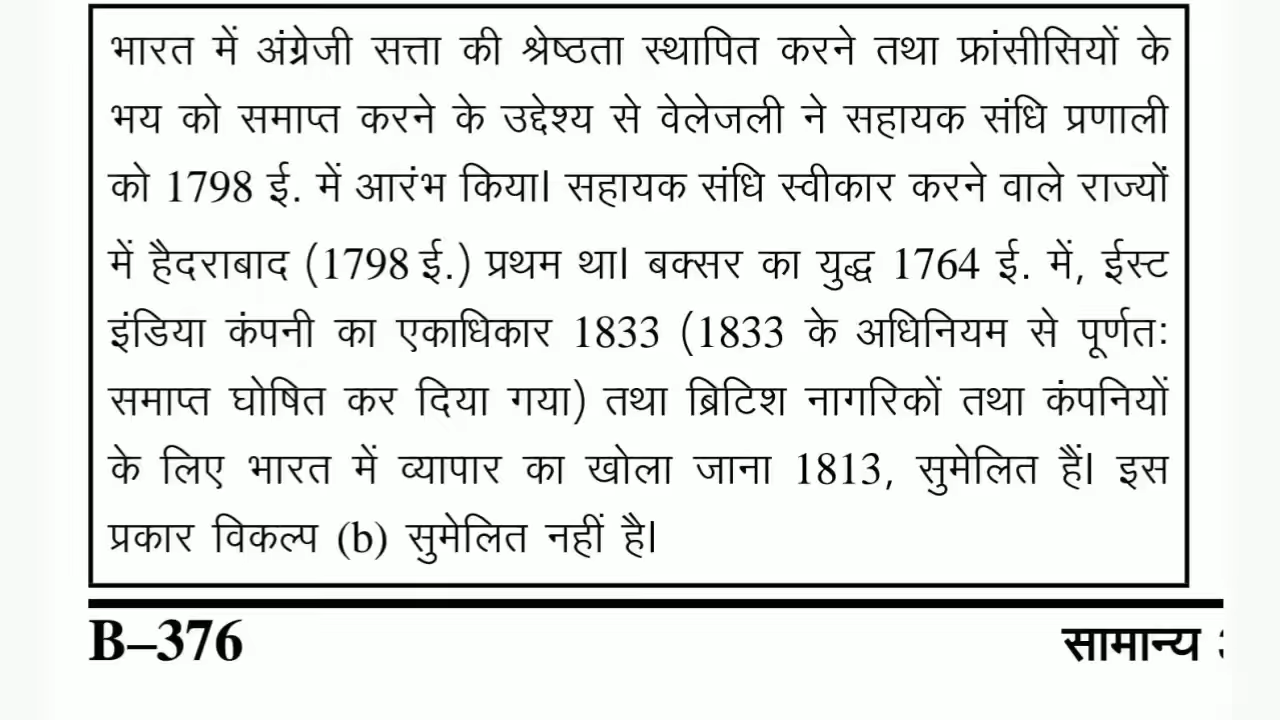 भारत में अंग्रेजी सत्ता की श्रेष्ठता स्थापित करने तथा फ्रांसीसियों के
भय को समाप्त करने के उद्देश्य से वेलेजली ने सहायक संधि प्रणाली
को 1798 ई. में आरंभ किया। सहायक संधि स्वीकार करने वाले राज्यों
में हैदराबाद (1798 ई.) प्रथम था। बक्सर का युद्ध 1764 ई. में, ईस्ट
इंडिया कंपनी का एकाधिकार 1833 (1833 के अधिनियम से पूर्णतः
समाप्त घोषित कर दिया गया) तथा ब्रिटिश नागरिकों तथा कंपनियों
के लिए भारत में व्यापार का खोला जाना 1813, सुमेलित हैं। इस
प्रकार विकल्प (b) सुमेलित नहीं है।
B–376
सामान्य